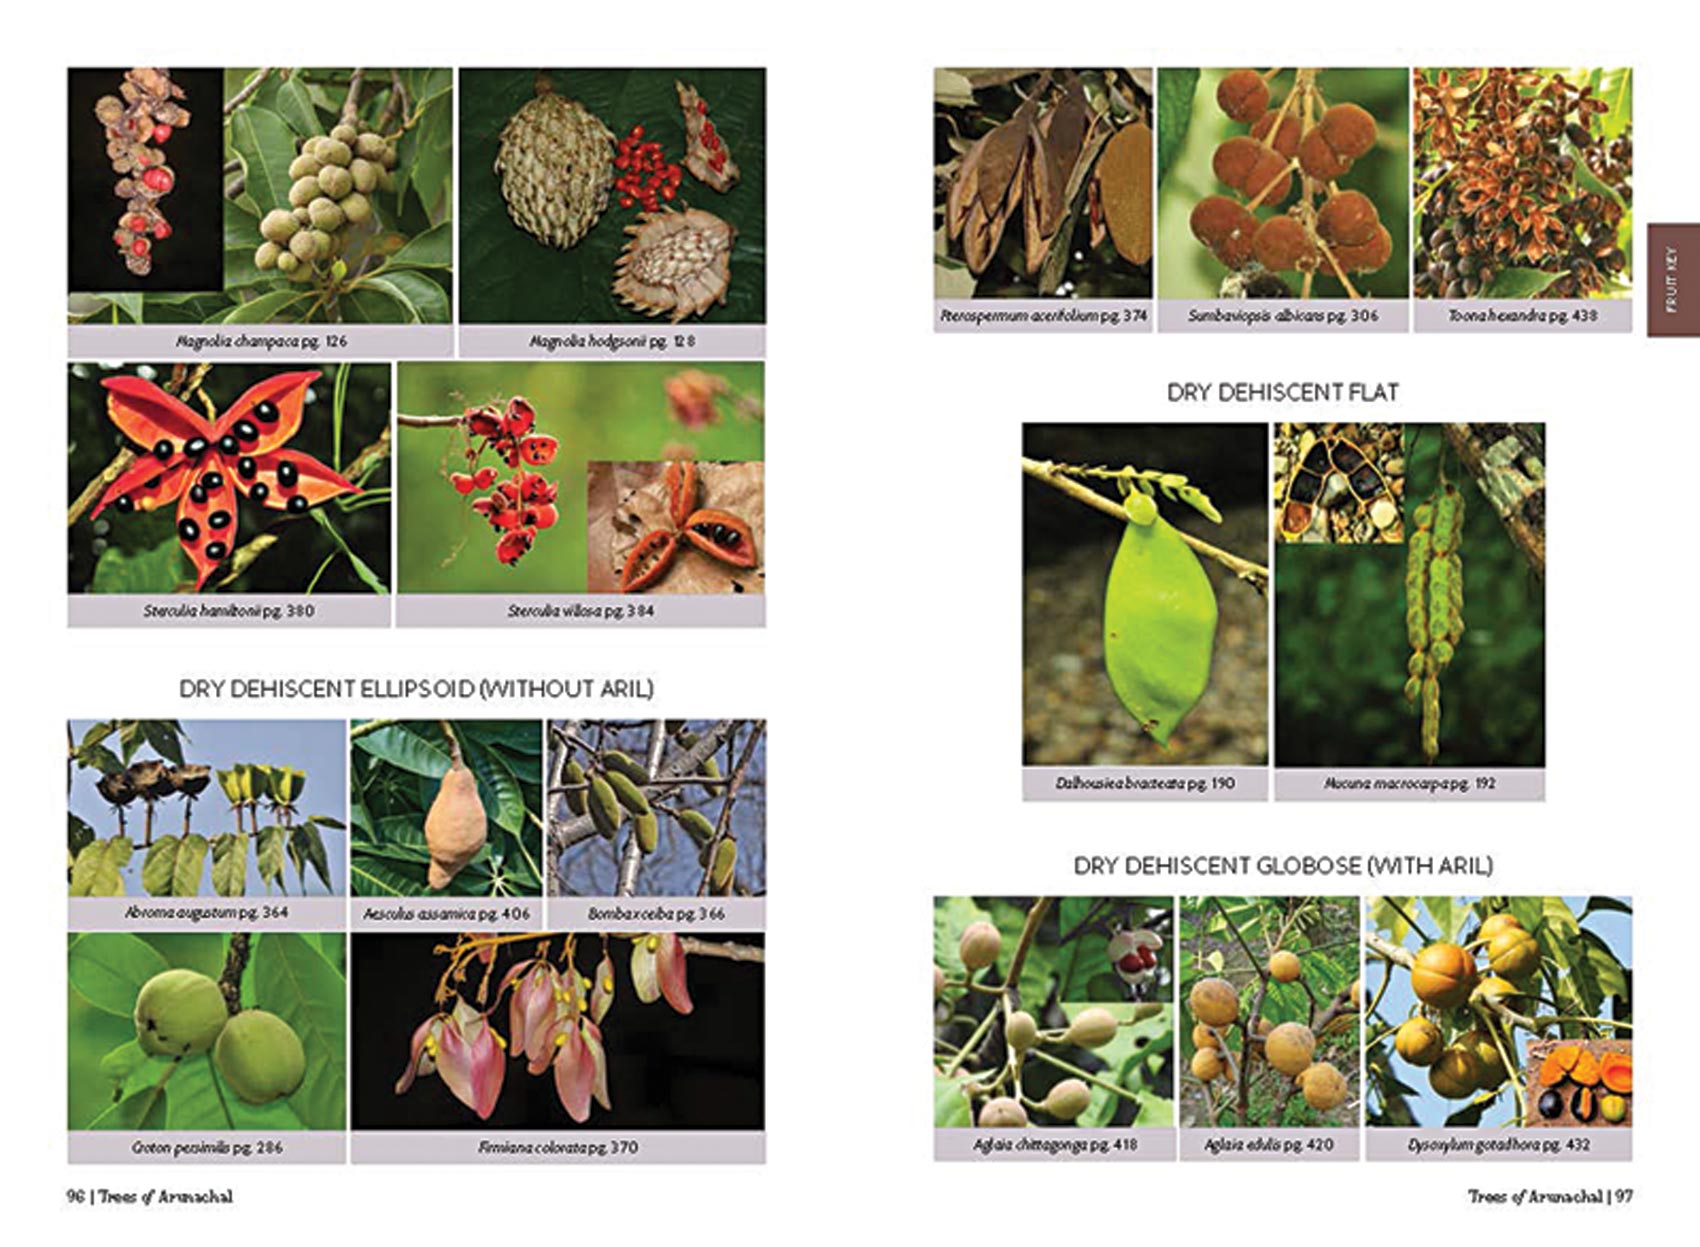 Magnolia champaca pg. 126
Magnolia hodgsonii pg. 128
Sterculia hamiltonii pg. 380
Sterculia villosa pg. 384
DRY DEHISCENT ELLIPSOID (WITHOUT ARIL)
Abroma augustum pg. 364
Aesculus assamica pg. 406
Bombax ceiba pg. 366
Croton persimilis pg. 286
Firmiana colorata pg. 370
96 | Trees of Arunachal
Pterospermum acerifolium pg. 374
Sumbaviopsis albicans pg. 306
Toona hexandra pg. 438
FRUIT KEY
DRY DEHISCENT FLAT
Dalhousiea bracteata pg. 190
Mucuna macrocarpa pg. 192
DRY DEHISCENT GLOBOSE (WITH ARIL)
Aglaia chittagonga pg. 418
Aglaia edulis pg. 420
Dysoxylum gotadhora pg. 432
Trees of Arunachal | 97